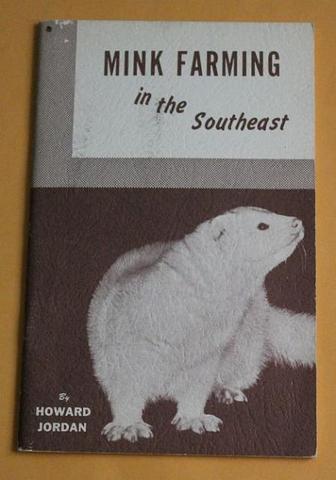 MINK FARMING
in the
Southeast
By
HOWARD
JORDAN